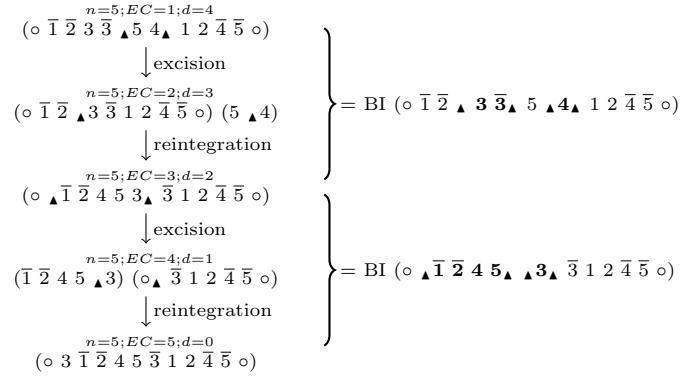 n=5;EC=1;d=4
(∘ 1̅ 2̅ 3 3̅ ▲5 4▲ 1 2 4̅ 5̅ ∘)
excision
n=5;EC=2;d=3
(∘ 1̅ 2̅ ▲3 3̅ 1 2 4̅ 5̅ ∘) (5 ▲4)
= BI (∘ 1̅ 2̅ ▲ 3 3̅▲ 5 ▲4▲ 1 2 4̅ 5̅ ∘)
reintegration
n=5;EC=3;d=2
(∘ ▲1̅ 2̅ 4 5 3▲ 3̅ 1 2 4̅ 5̅ ∘)
excision
n=5;EC=4;d=1
(1̅ 2̅ 4 5 ▲3) (∘▲ 3̅ 1 2 4̅ 5̅ ∘)
= BI (∘ ▲1̅ 2̅ 4 5▲ ▲3▲ 3̅ 1 2 4̅ 5̅ ∘)
reintegration
n=5;EC=5;d=0
(∘ 3 1̅ 2̅ 4 5 3̅ 1 2 4̅ 5̅ ∘)